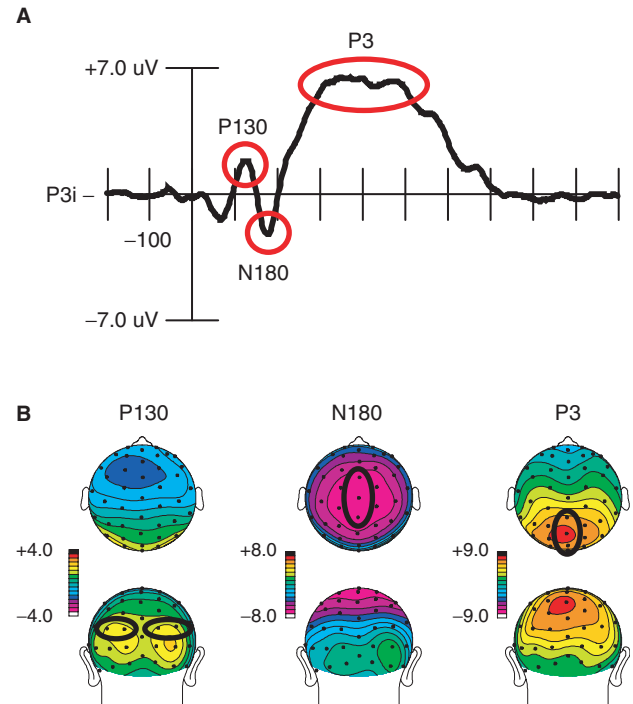 A
P3
+7.0 uV
P130
P3i –
–100
N180
–7.0 uV
B
P130 N180 P3
+4.0 +8.0 +9.0
–4.0 –8.0 –9.0